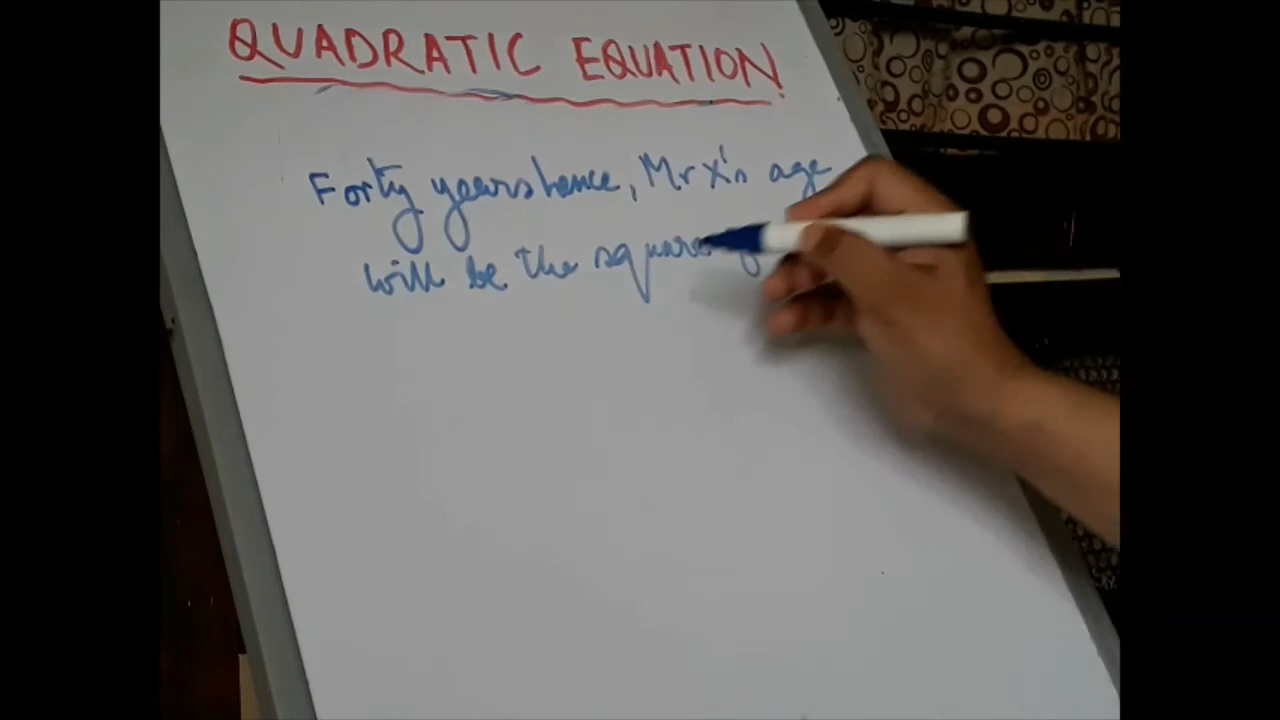 QUADRATIC EQUATION
Forty years hence, Mr X's age
will be the square